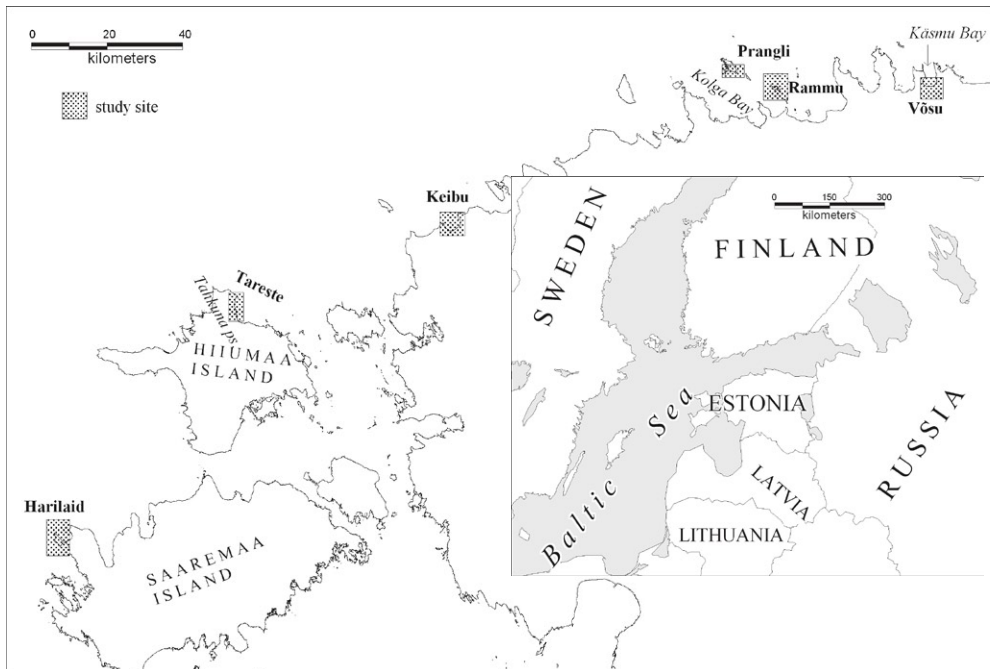 0 20 40
kilometers
study site
Prangli
Kolga Bay
Rammu
Käsmu Bay
Võsu
Keibu
Tareste
Tahkuna ps
HIIUMAA
ISLAND
Harilaid
SAAREMAA
ISLAND
0 150 300
kilometers
SWEDEN
FINLAND
Baltic Sea
ESTONIA
LATVIA
LITHUANIA
RUSSIA